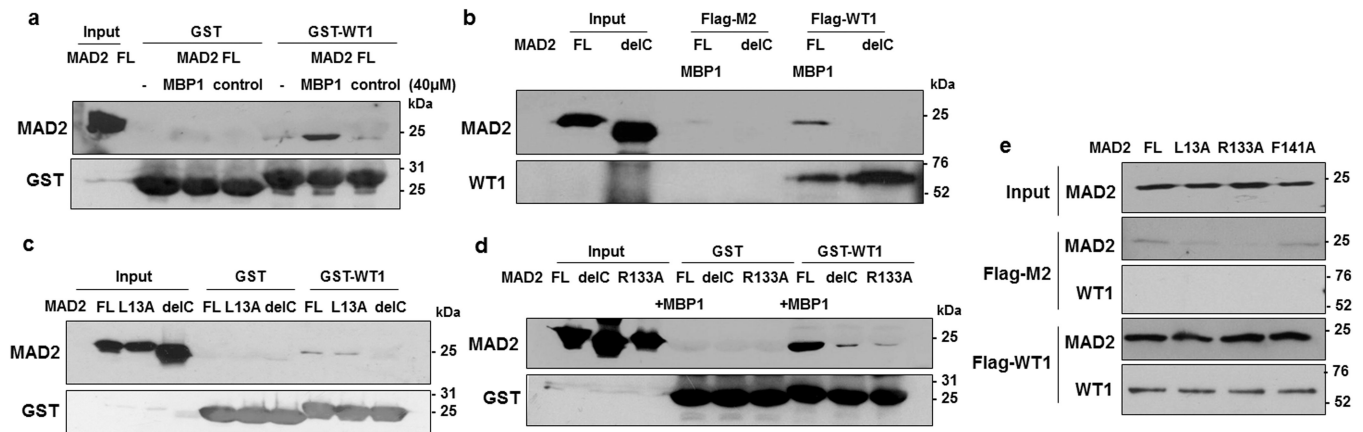 a
Input GST GST-WT1
MAD2 FL MAD2 FL MAD2 FL
- MBP1 control - MBP1 control (40µM)
kDa
MAD2 - 25
GST - 31
- 25
b
Input Flag-M2 Flag-WT1
MAD2 FL delC FL delC FL delC
MBP1 MBP1
kDa
MAD2 - 25
WT1 - 76
- 52
c
Input GST GST-WT1
MAD2 FL L13A delC FL L13A delC FL L13A delC
kDa
MAD2 - 25
GST - 31
- 25
d
Input GST GST-WT1
MAD2 FL delC R133A FL delC R133A FL delC R133A
+MBP1 +MBP1
kDa
MAD2 - 25
GST - 31
- 25
e
MAD2 FL L13A R133A F141A
Input MAD2 25
Flag-M2 MAD2 - 25
WT1 - 76
52
Flag-WT1 MAD2 - 25
WT1 - 76
- 52